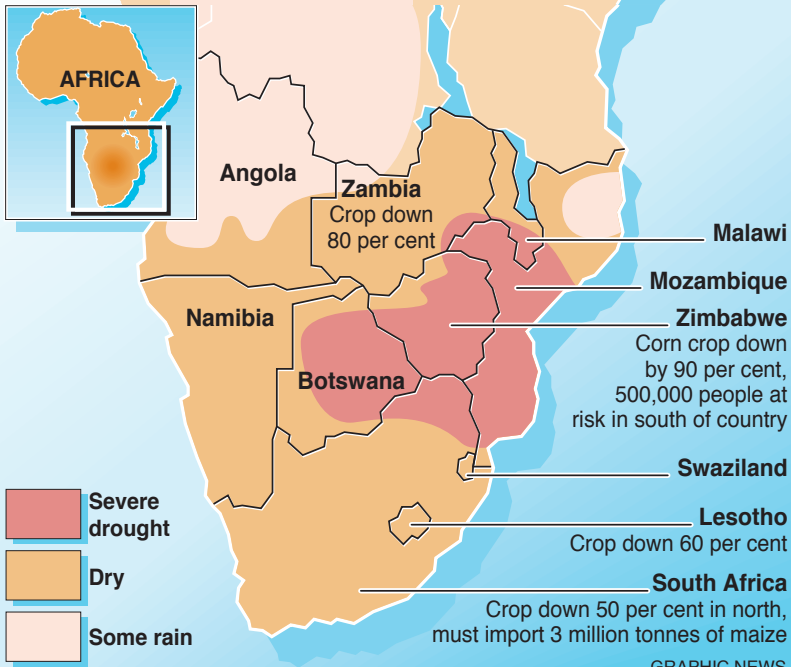 AFRICA
Angola
Zambia
Crop down
80 per cent
Malawi
Mozambique
Namibia
Zimbabwe
Corn crop down
by 90 per cent,
500,000 people at
risk in south of country
Botswana
Swaziland
Severe
drought
Lesotho
Crop down 60 per cent
Dry
South Africa
Crop down 50 per cent in north,
must import 3 million tonnes of maize
Some rain
GRAPHIC NEWS